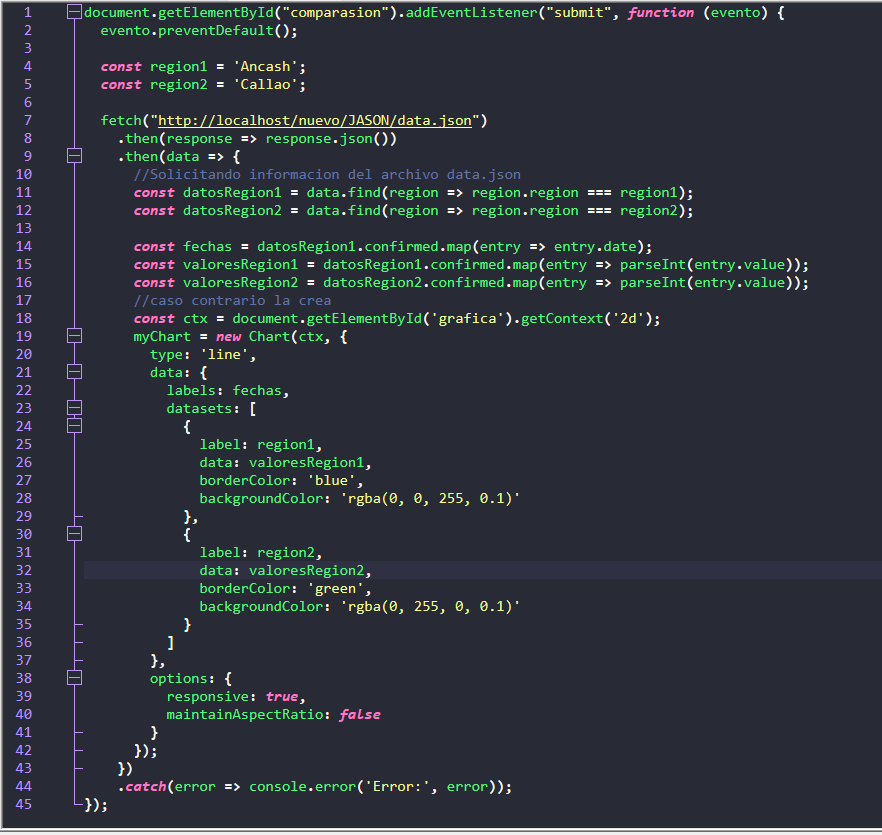 1 document.getElementById("comparasion").addEventListener("submit", function (evento) {
2   evento.preventDefault();
3
4   const region1 = 'Ancash';
5   const region2 = 'Callao';
6
7   fetch("http://localhost/nuevo/JASON/data.json")
8     .then(response => response.json())
9     .then(data => {
10       //Solicitando informacion del archivo data.json
11       const datosRegion1 = data.find(region => region.region === region1);
12       const datosRegion2 = data.find(region => region.region === region2);
13
14       const fechas = datosRegion1.confirmed.map(entry => entry.date);
15       const valoresRegion1 = datosRegion1.confirmed.map(entry => parseInt(entry.value));
16       const valoresRegion2 = datosRegion2.confirmed.map(entry => parseInt(entry.value));
17       //caso contrario la crea
18       const ctx = document.getElementById('grafica').getContext('2d');
19       myChart = new Chart(ctx, {
20         type: 'line',
21         data: {
22           labels: fechas,
23           datasets: [
24             {
25               label: region1,
26               data: valoresRegion1,
27               borderColor: 'blue',
28               backgroundColor: 'rgba(0, 0, 255, 0.1)'
29             },
30             {
31               label: region2,
32               data: valoresRegion2,
33               borderColor: 'green',
34               backgroundColor: 'rgba(0, 255, 0, 0.1)'
35             }
36           ]
37         },
38         options: {
39           responsive: true,
40           maintainAspectRatio: false
41         }
42       });
43     })
44     .catch(error => console.error('Error:', error));
45 });